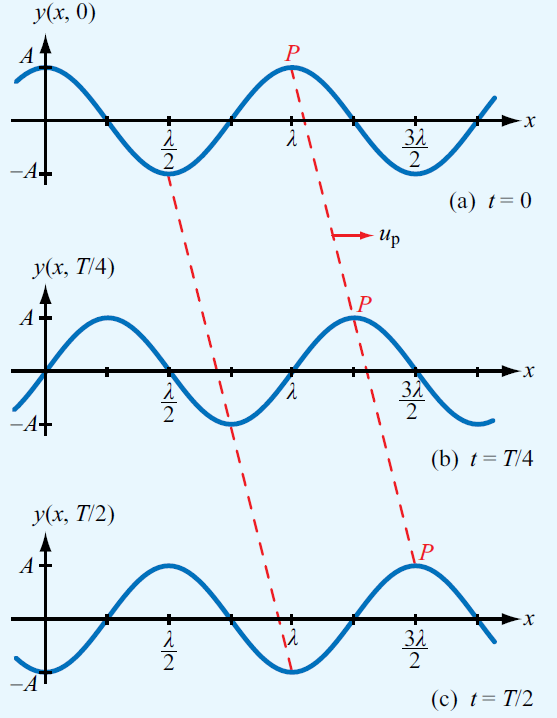 y(x, 0)
A
P
x
λ/2
λ
3λ/2
−A
(a) t = 0
u_p
y(x, T/4)
A
P
x
λ/2
λ
3λ/2
−A
(b) t = T/4
y(x, T/2)
A
P
x
λ/2
λ
3λ/2
−A
(c) t = T/2